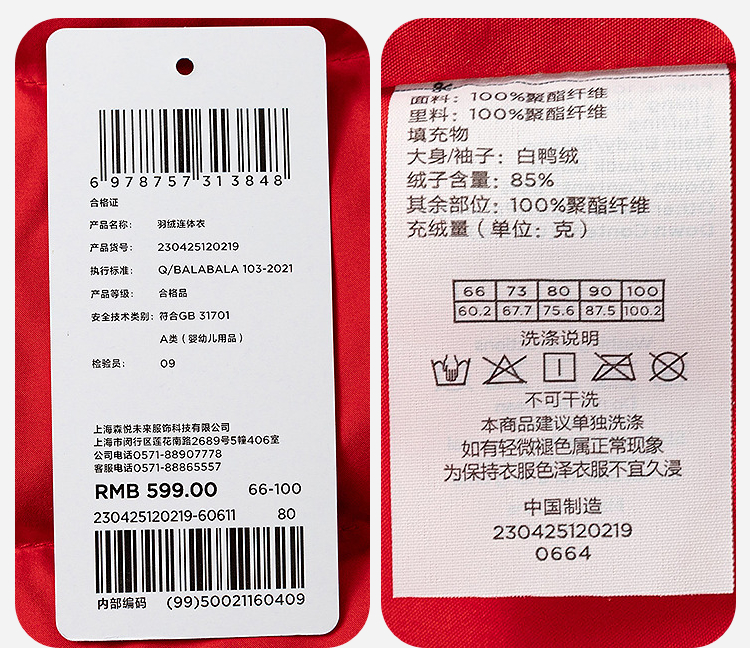 6 978757 313848
合格证
产品名称: 羽绒连体衣
产品货号: 230425120219
执行标准: Q/BALABALA 103-2021
产品等级: 合格品
安全技术类别: 符合GB 31701
A类（婴幼儿用品）
检验员: 09
上海森悦未来服饰科技有限公司
上海市闵行区莲花南路2689号5幢406室
公司电话0571-88907778
客服电话0571-88865557
RMB 599.00 66-100
230425120219-60611 80
内部编码 (99)50021160409
面料: 100%聚酯纤维
里料: 100%聚酯纤维
填充物
大身/袖子: 白鸭绒
绒子含量: 85%
其余部位: 100%聚酯纤维
充绒量（单位: 克）
66 73 80 90 100
60.2 67.7 75.6 87.5 100.2
洗涤说明
不可干洗
本商品建议单独洗涤
如有轻微褪色属正常现象
为保持衣服色泽衣服不宜久浸
中国制造
230425120219
0664